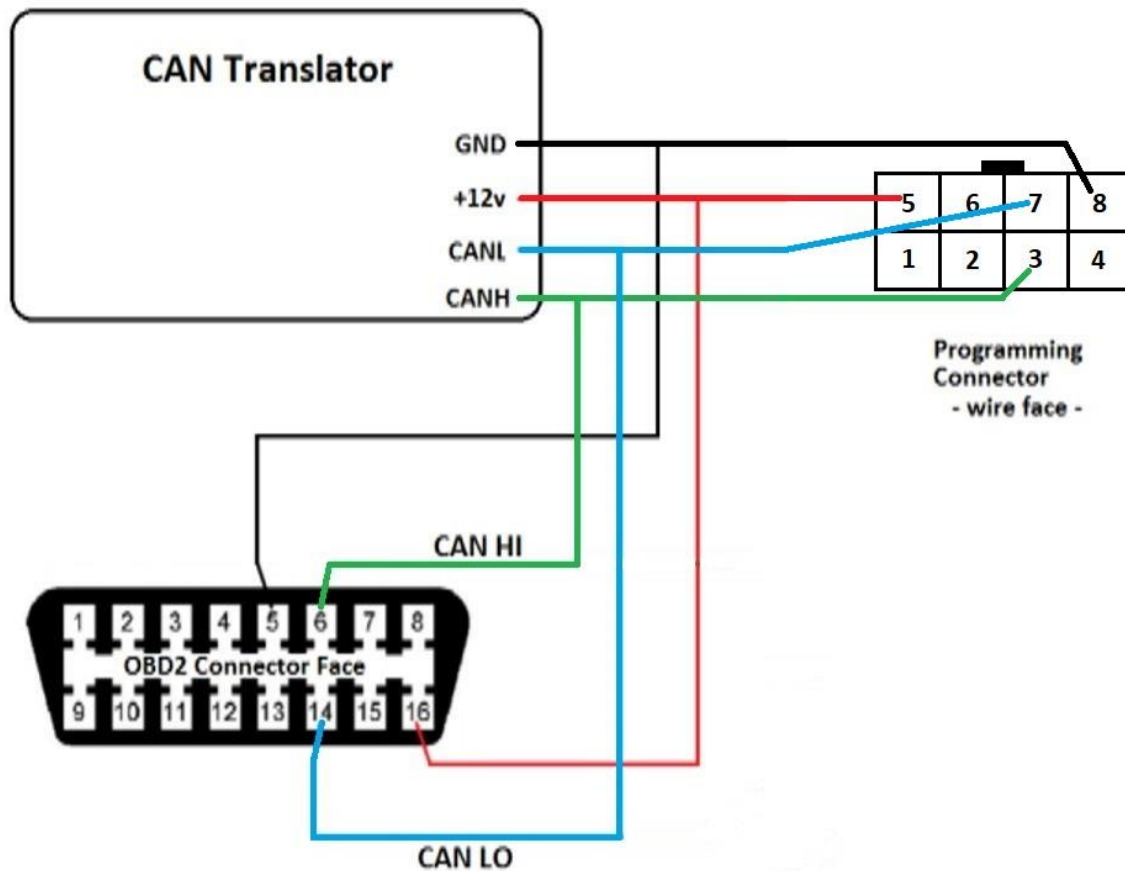 CAN Translator
GND
+12v
CANL
CANH
5 6 7 8
1 2 3 4
Programming
Connector
- wire face -
CAN HI
1 2 3 4 5 6 7 8
OBD2 Connector Face
9 10 11 12 13 14 15 16
CAN LO